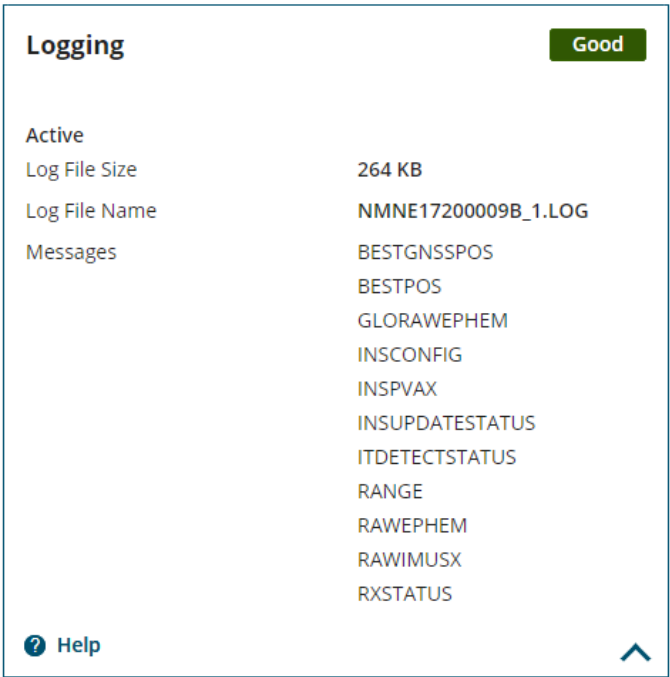 Logging Good
Active
Log File Size 264 KB
Log File Name NMNE17200009B_1.LOG
Messages BESTGNSSPOS
BESTPOS
GLORAWEPHEM
INSCONFIG
INSPVAX
INSUPDATESTATUS
ITDETECTSTATUS
RANGE
RAWEPHEM
RAWIMUSX
RXSTATUS
? Help